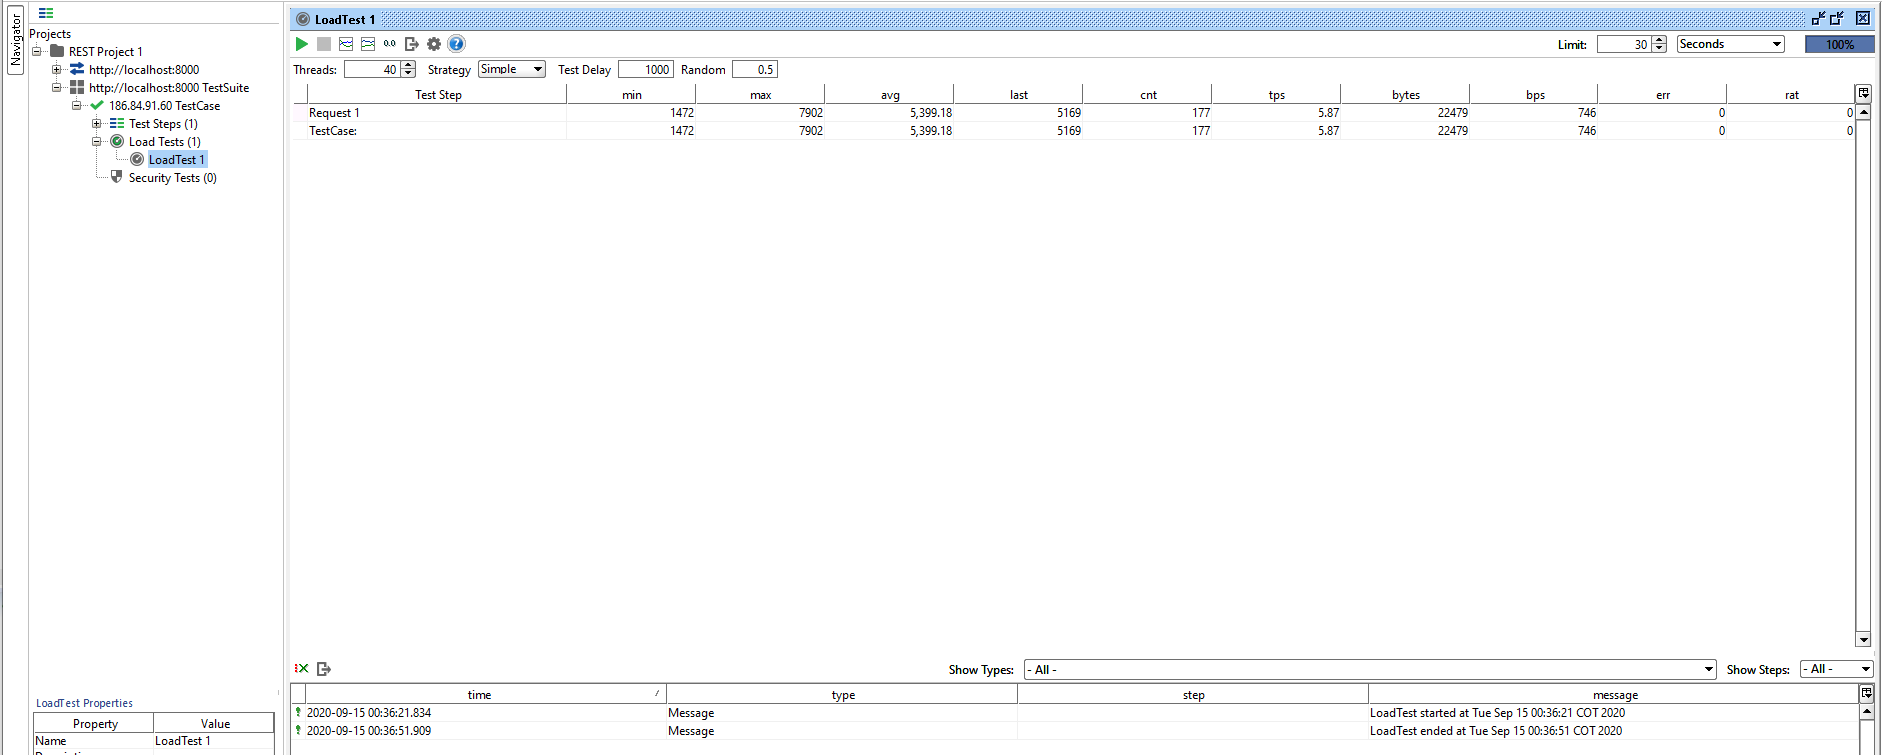 Navigator
Projects
REST Project 1
http://localhost:8000
http://localhost:8000 TestSuite
186.84.91.60 TestCase
Test Steps (1)
Load Tests (1)
LoadTest 1
Security Tests (0)
LoadTest Properties
Property Value
Name LoadTest 1
LoadTest 1
0.0 ? Limit: 30 Seconds 100%
Threads: 40 Strategy Simple Test Delay 1000 Random 0.5
Test Step min max avg last cnt tps bytes bps err rat
Request 1 1472 7902 5,399.18 5169 177 5.87 22479 746 0 0
TestCase: 1472 7902 5,399.18 5169 177 5.87 22479 746 0 0
Show Types: - All - Show Steps: - All -
time type step message
2020-09-15 00:36:21.834 Message LoadTest started at Tue Sep 15 00:36:21 COT 2020
2020-09-15 00:36:51.909 Message LoadTest ended at Tue Sep 15 00:36:51 COT 2020